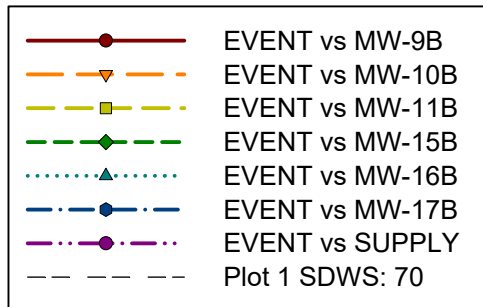 EVENT vs MW-9B
EVENT vs MW-10B
EVENT vs MW-11B
EVENT vs MW-15B
EVENT vs MW-16B
EVENT vs MW-17B
EVENT vs SUPPLY
Plot 1 SDWS: 70